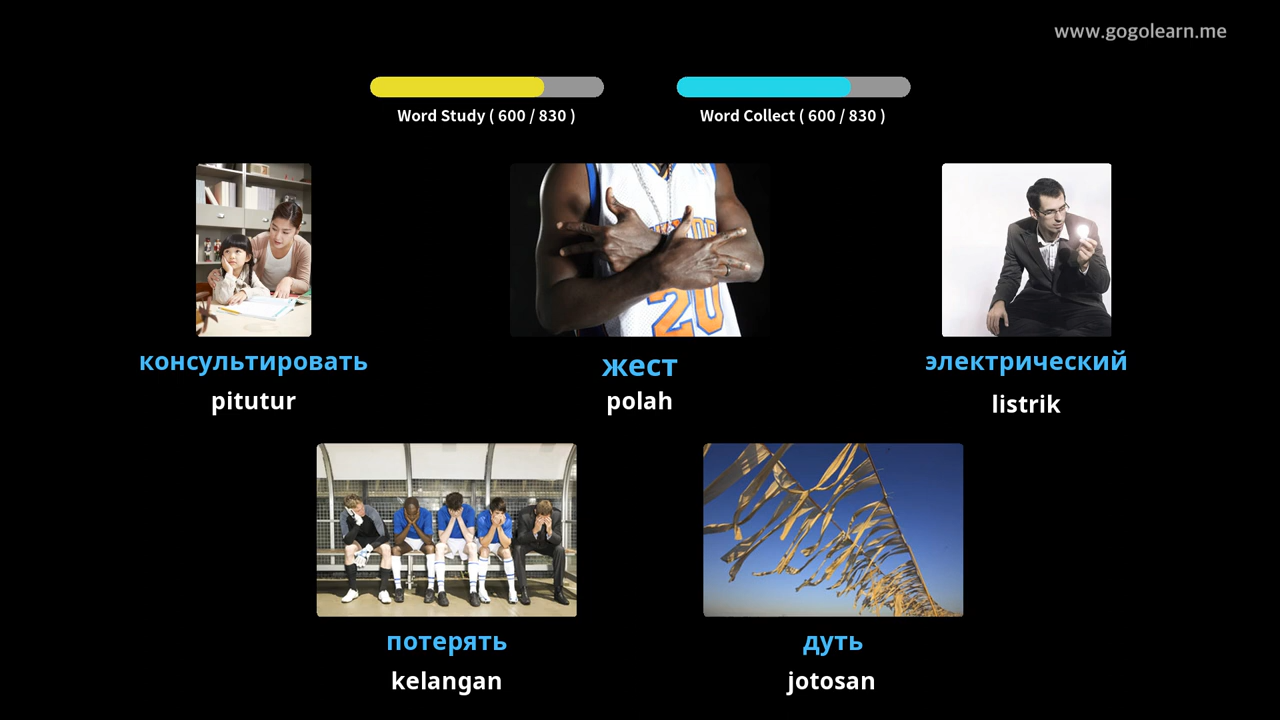 www.gogolearn.me
Word Study ( 600 / 830 )
Word Collect ( 600 / 830 )
20
консультировать
pitutur
жест
polah
электрический
listrik
потерять
kelangan
дуть
jotosan